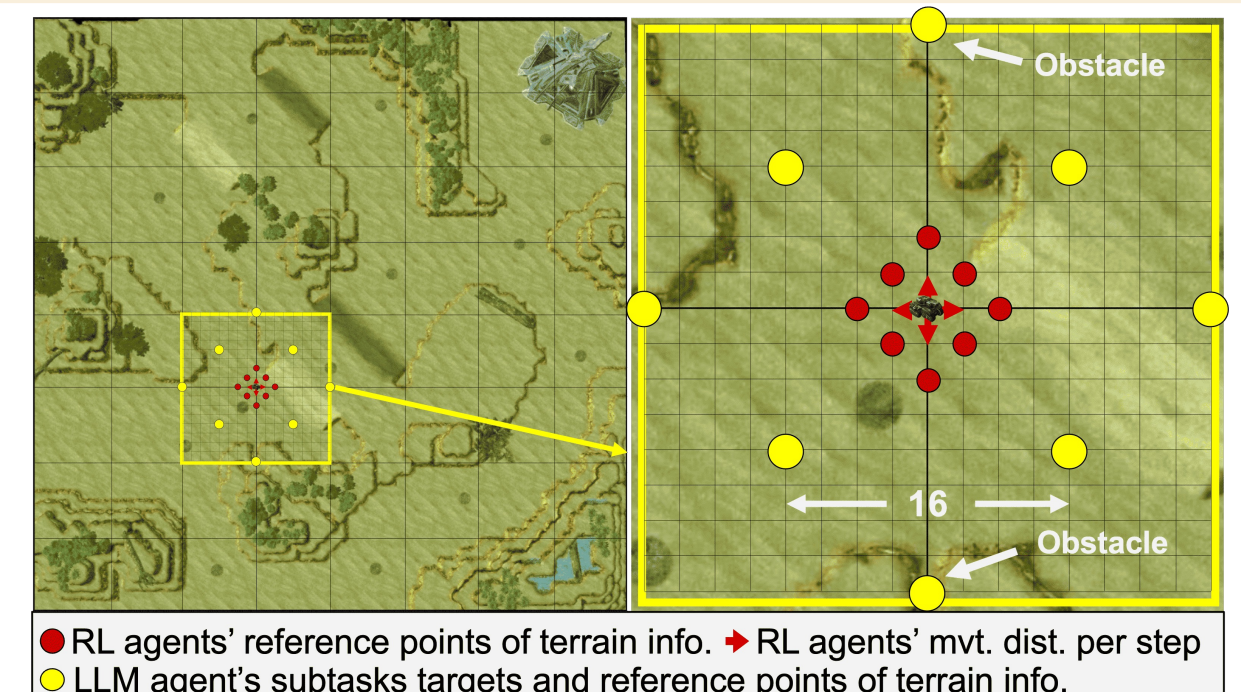 Obstacle
16
Obstacle
RL agents' reference points of terrain info. RL agents' mvt. dist. per step
LLM agent's subtasks targets and reference points of terrain info.